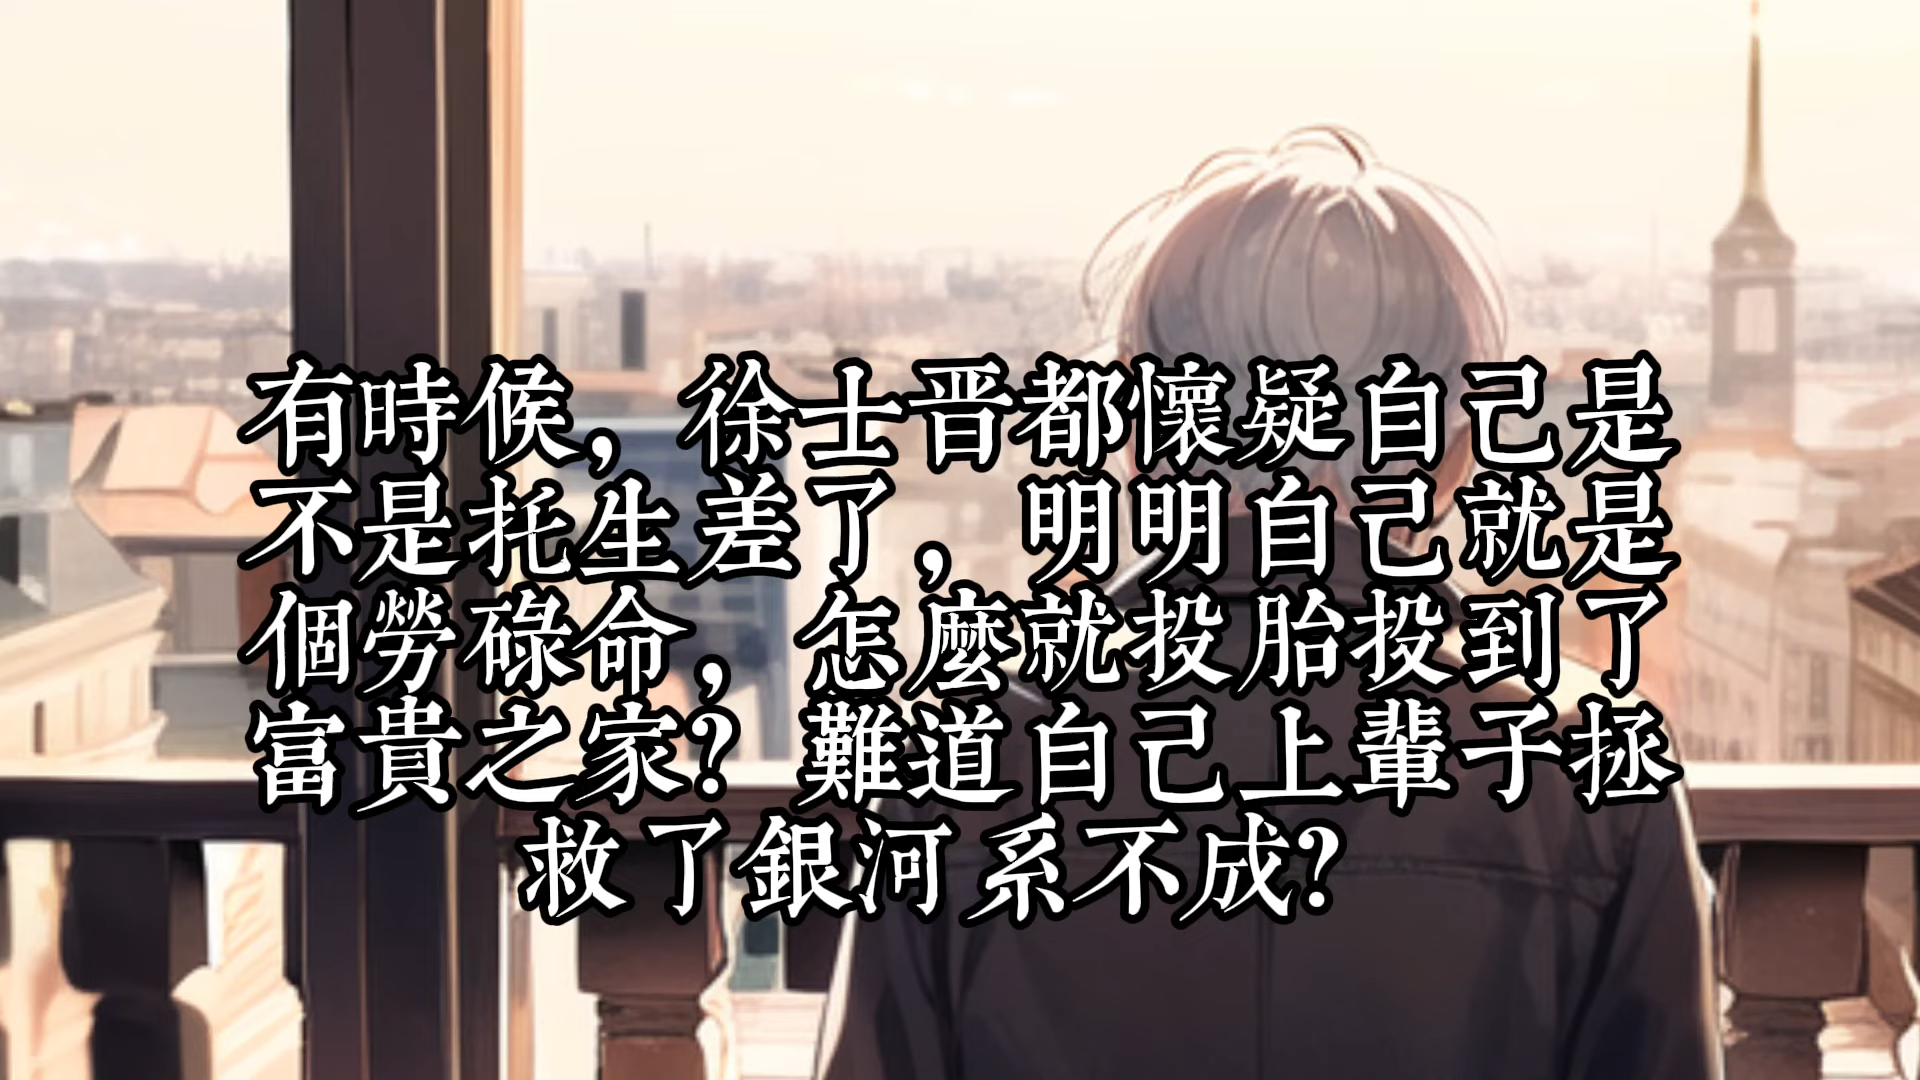 有時候，徐士晋都懷疑自己是
不是托生差了，明明自己就是
個勞碌命，怎麼就投胎投到了
富貴之家？難道自己上輩子拯
救了銀河系不成？